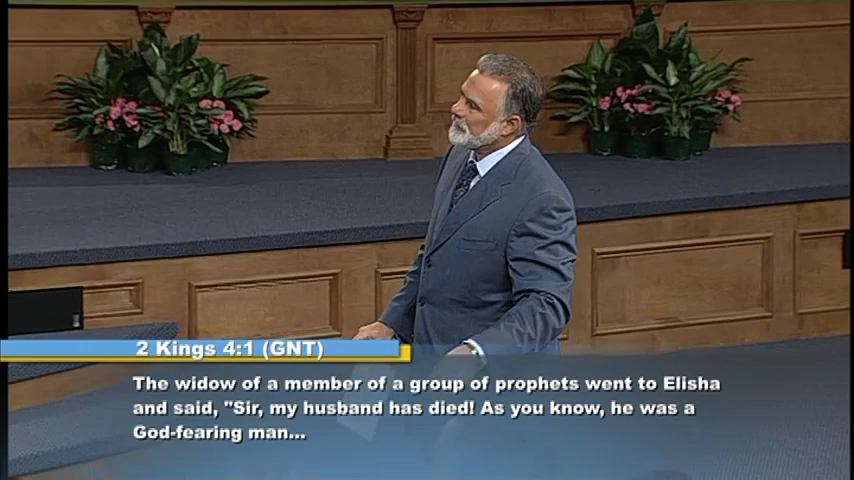 2 Kings 4:1 (GNT)
The widow of a member of a group of prophets went to Elisha
and said, "Sir, my husband has died! As you know, he was a
God-fearing man...